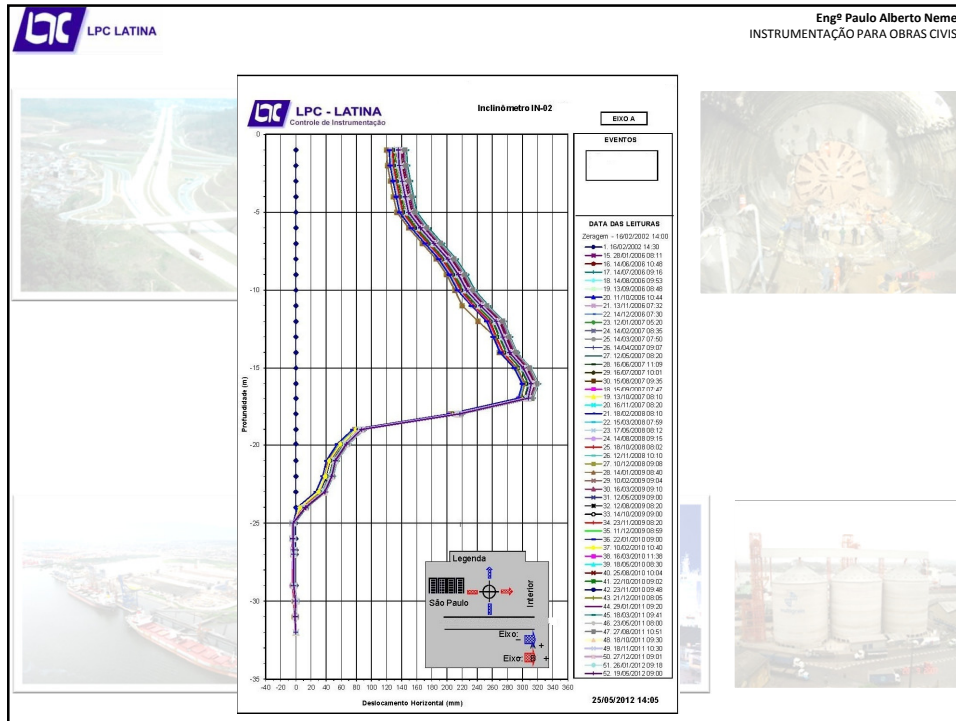 LPC LATINA
Engº Paulo Alberto Neme
INSTRUMENTAÇÃO PARA OBRAS CIVIS
LPC - LATINA
Controle de Instrumentação
Inclinômetro IN-02
EIXO A
EVENTOS
DATA DAS LEITURAS
Zeragem - 16/02/2002 14:00
1. 16/02/2002 14:30
15. 28/01/2006 08:11
16. 14/06/2006 10:48
17. 14/07/2006 09:16
18. 14/08/2006 09:53
19. 13/09/2006 08:48
20. 11/10/2006 10:44
21. 13/11/2006 07:32
22. 14/12/2006 07:30
23. 12/01/2007 05:20
24. 14/02/2007 08:35
25. 14/03/2007 07:50
26. 14/04/2007 09:07
27. 12/05/2007 08:20
28. 16/06/2007 11:09
29. 16/07/2007 10:01
30. 15/08/2007 09:35
18. 15/09/2007 07:47
19. 13/10/2007 08:10
20. 16/11/2007 08:20
21. 18/02/2008 08:10
22. 15/03/2008 07:59
23. 17/05/2008 08:12
24. 14/08/2008 09:15
25. 18/10/2008 08:02
26. 12/11/2008 10:10
27. 10/12/2008 09:08
28. 14/01/2009 08:40
29. 10/02/2009 09:04
30. 16/03/2009 09:10
31. 12/05/2009 09:00
32. 12/08/2009 08:20
33. 14/10/2009 09:00
34. 23/11/2009 08:20
35. 11/12/2009 08:59
36. 22/01/2010 09:00
37. 10/02/2010 10:40
38. 16/03/2010 11:38
39. 18/05/2010 08:30
40. 25/08/2010 10:04
41. 22/10/2010 09:02
42. 23/11/2010 09:48
43. 21/12/2010 08:05
44. 29/01/2011 09:20
45. 18/03/2011 09:41
46. 23/05/2011 08:00
47. 27/08/2011 10:51
48. 18/10/2011 09:30
49. 18/11/2011 10:30
50. 27/12/2011 09:01
51. 26/01/2012 09:18
52. 19/05/2012 09:00
0
-5
-10
-15
-20
-25
-30
-35
Profundidade (m)
Legenda
São Paulo
Interior
Eixo:
- A +
Eixo: B +
-40 -20 0 20 40 60 80 100 120 140 160 180 200 220 240 260 280 300 320 340 360
Deslocamento Horizontal (mm)
25/05/2012 14:05